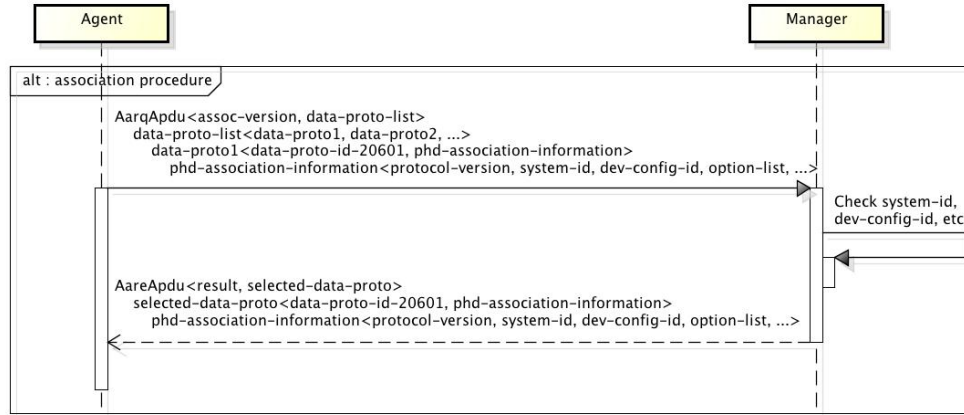 Agent
Manager
alt : association procedure
AarqApdu<assoc-version, data-proto-list>
data-proto-list<data-proto1, data-proto2, ...>
data-proto1<data-proto-id-20601, phd-association-information>
phd-association-information<protocol-version, system-id, dev-config-id, option-list, ...>
Check system-id,
dev-config-id, etc
AareApdu<result, selected-data-proto>
selected-data-proto<data-proto-id-20601, phd-association-information>
phd-association-information<protocol-version, system-id, dev-config-id, option-list, ...>